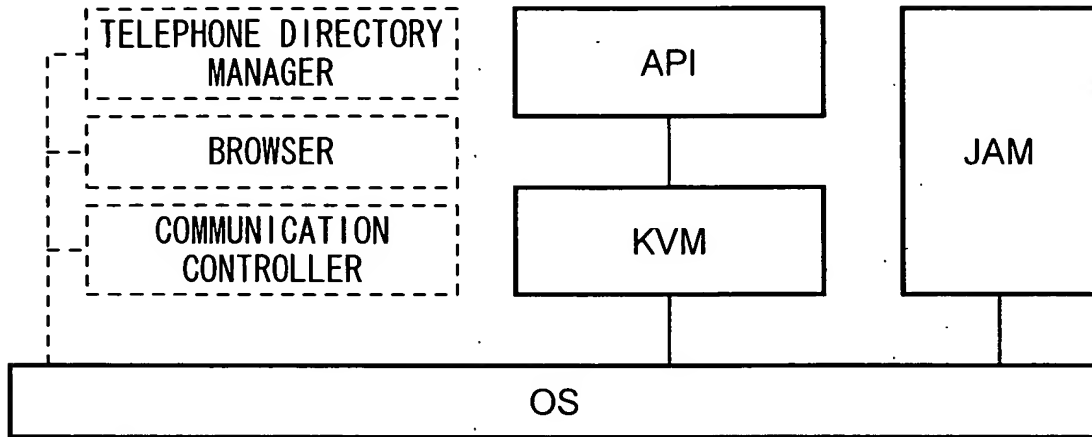 TELEPHONE DIRECTORY
MANAGER
BROWSER
COMMUNICATION
CONTROLLER
API
KVM
JAM
OS